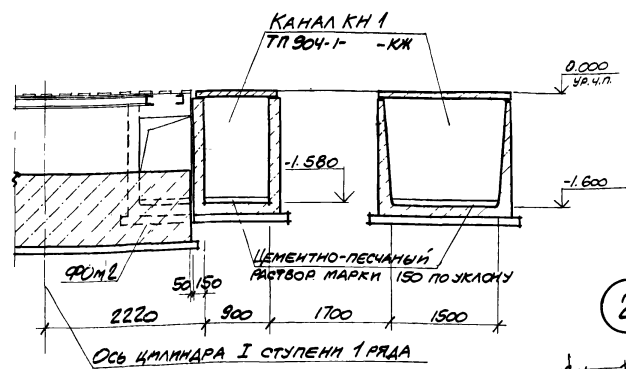 КАНАЛ КН 1
ТП 904-1-     -КЖ
0.000
УР.Ч.П.
-1.580
-1.600
ЦЕМЕНТНО-ПЕСЧАНЫЙ
РАСТВОР МАРКИ 150 ПО УКЛОНУ
ФОм2
50 150
2220 900 1700 1500
2
ОСЬ ЦИЛИНДРА I СТУПЕНИ 1 РЯДА